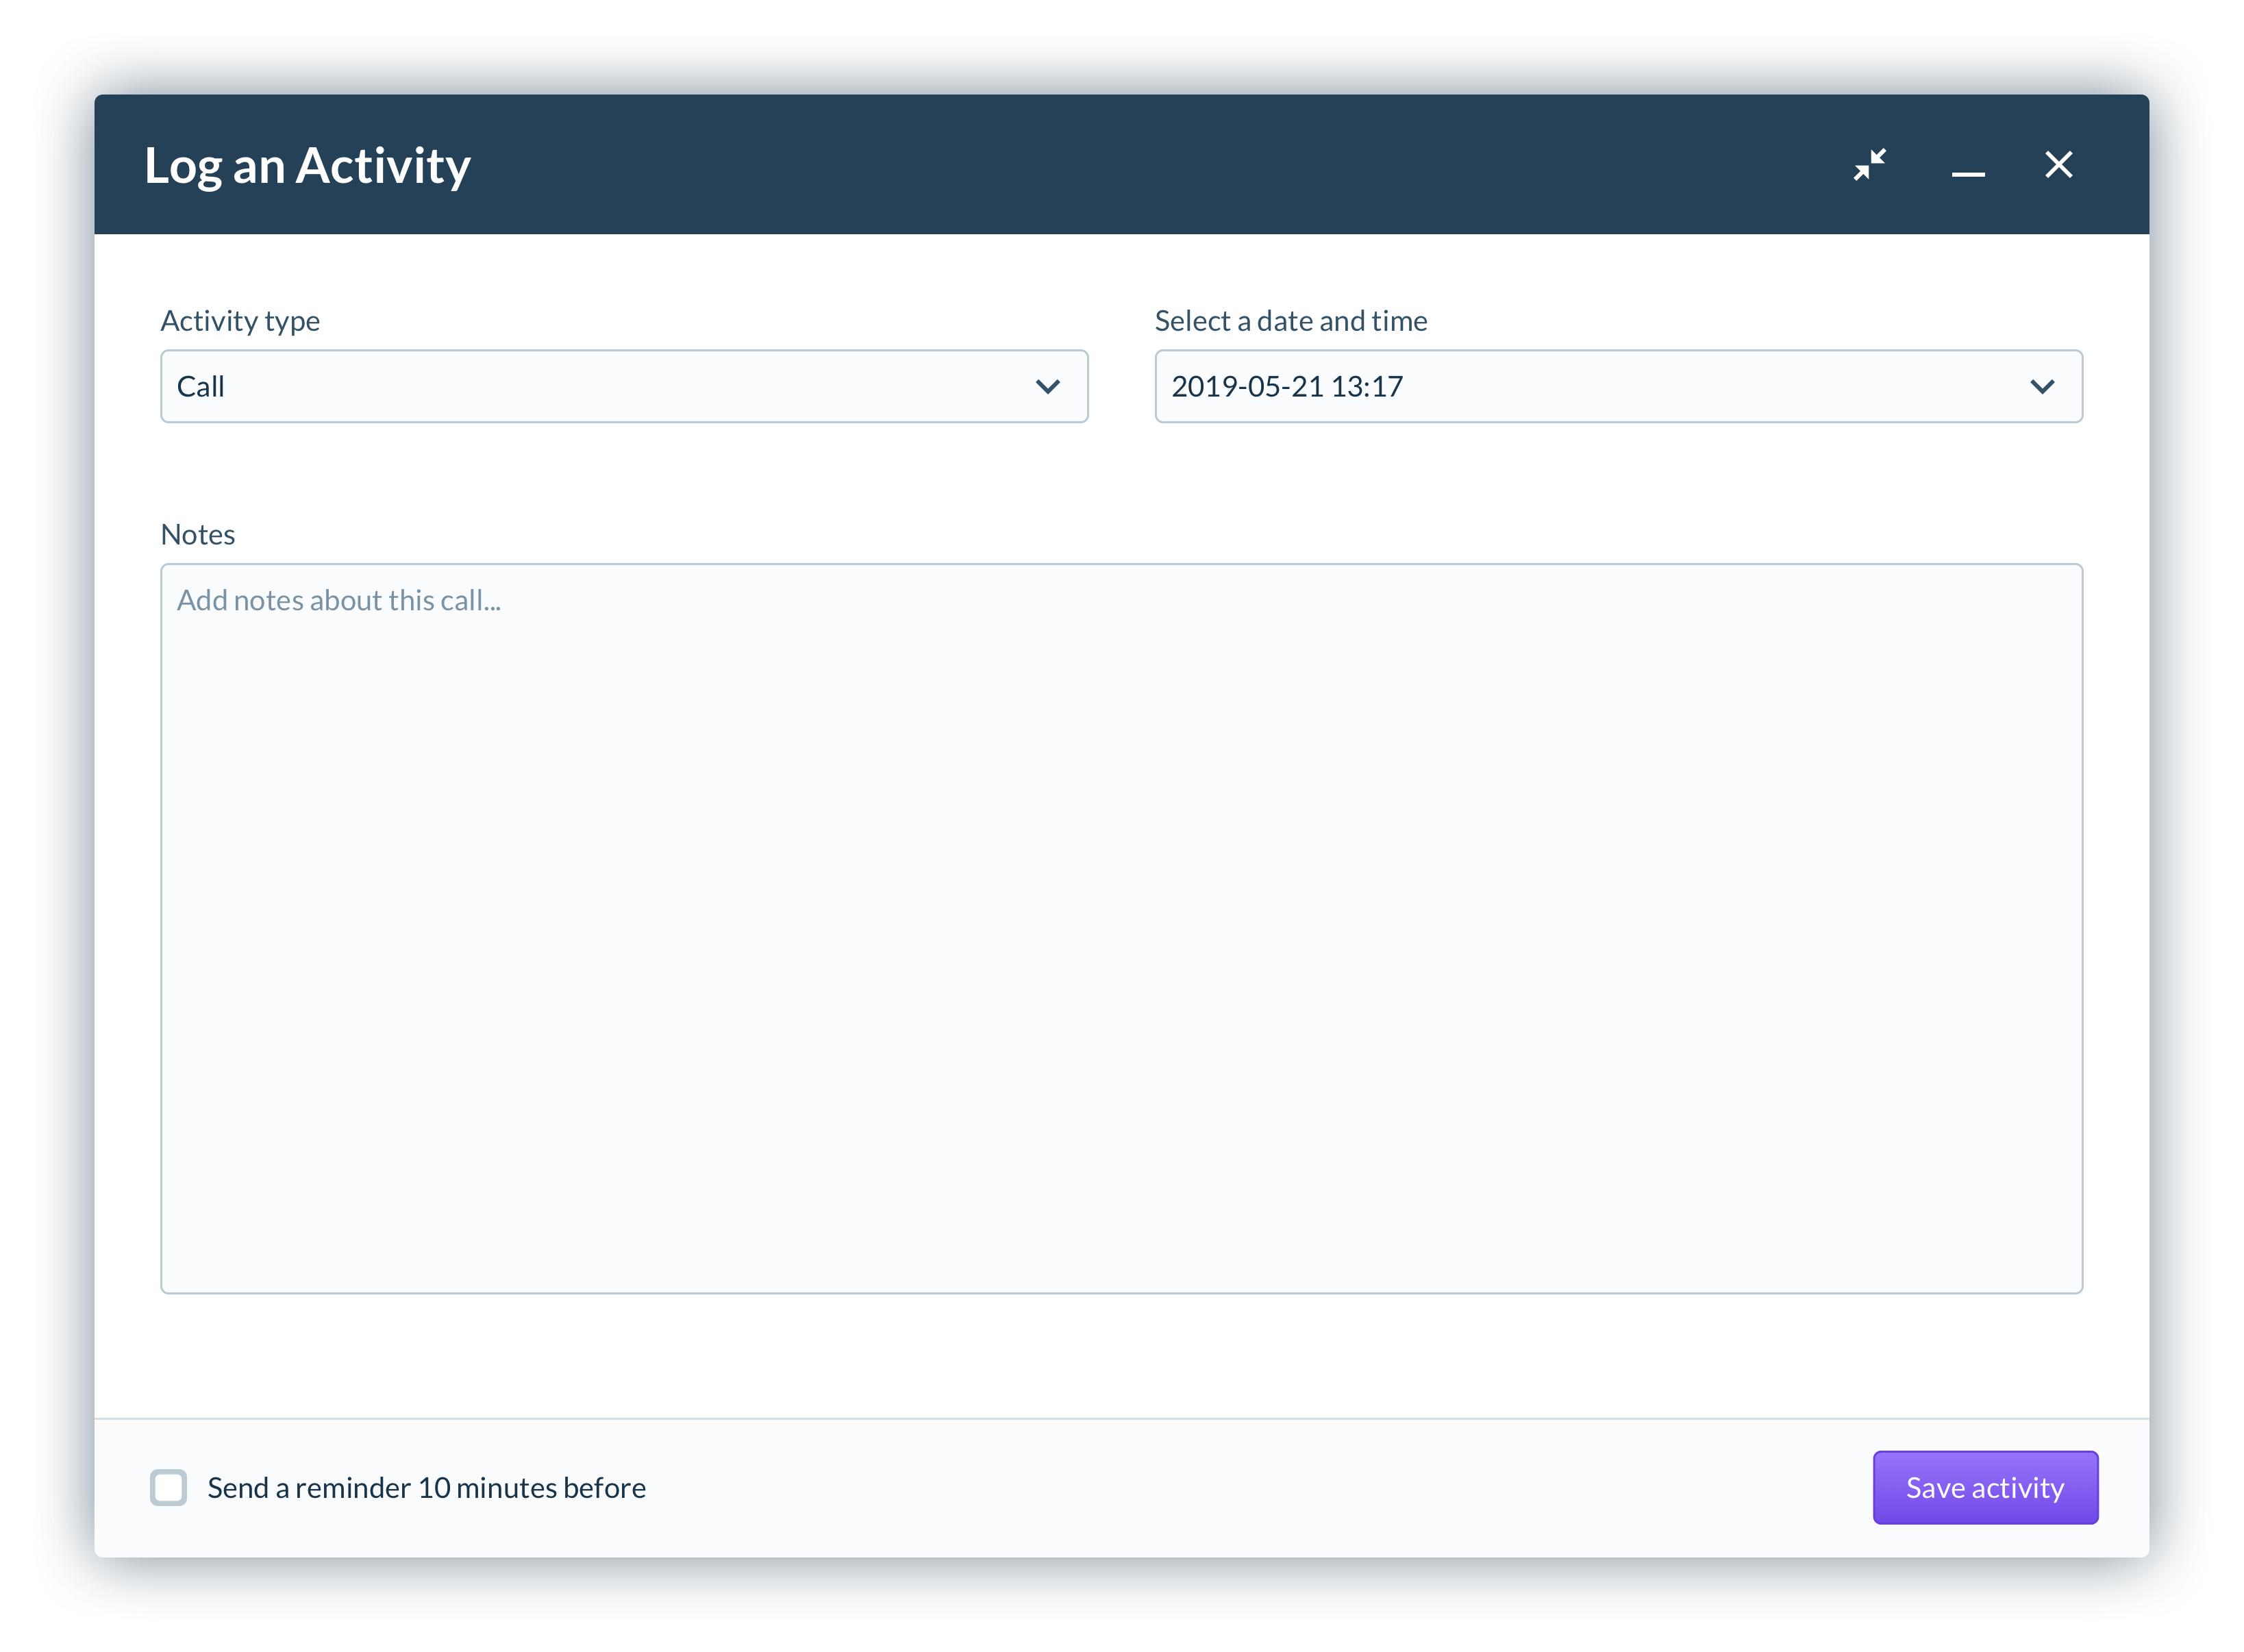 Log an Activity
Activity type
Select a date and time
Call
2019-05-21 13:17
Notes
Add notes about this call...
Send a reminder 10 minutes before
Save activity